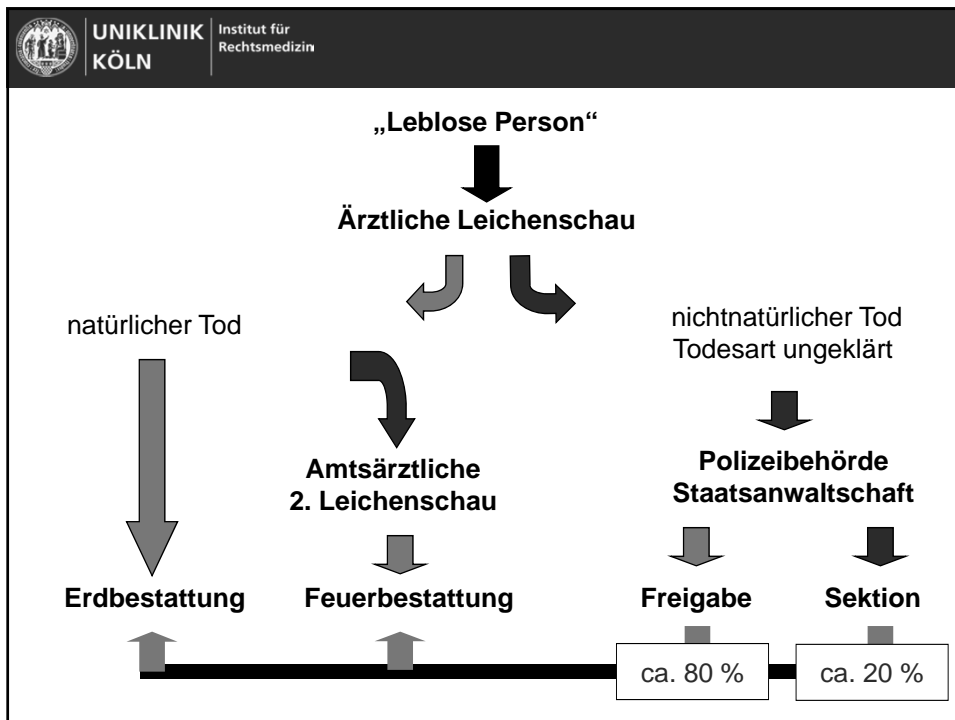 UNIKLINIK
KÖLN
Institut für
Rechtsmedizin
„Leblose Person“
Ärztliche Leichenschau
natürlicher Tod
nichtnatürlicher Tod
Todesart ungeklärt
Amtsärztliche
2. Leichenschau
Polizeibehörde
Staatsanwaltschaft
Erdbestattung
Feuerbestattung
Freigabe
Sektion
ca. 80 %
ca. 20 %